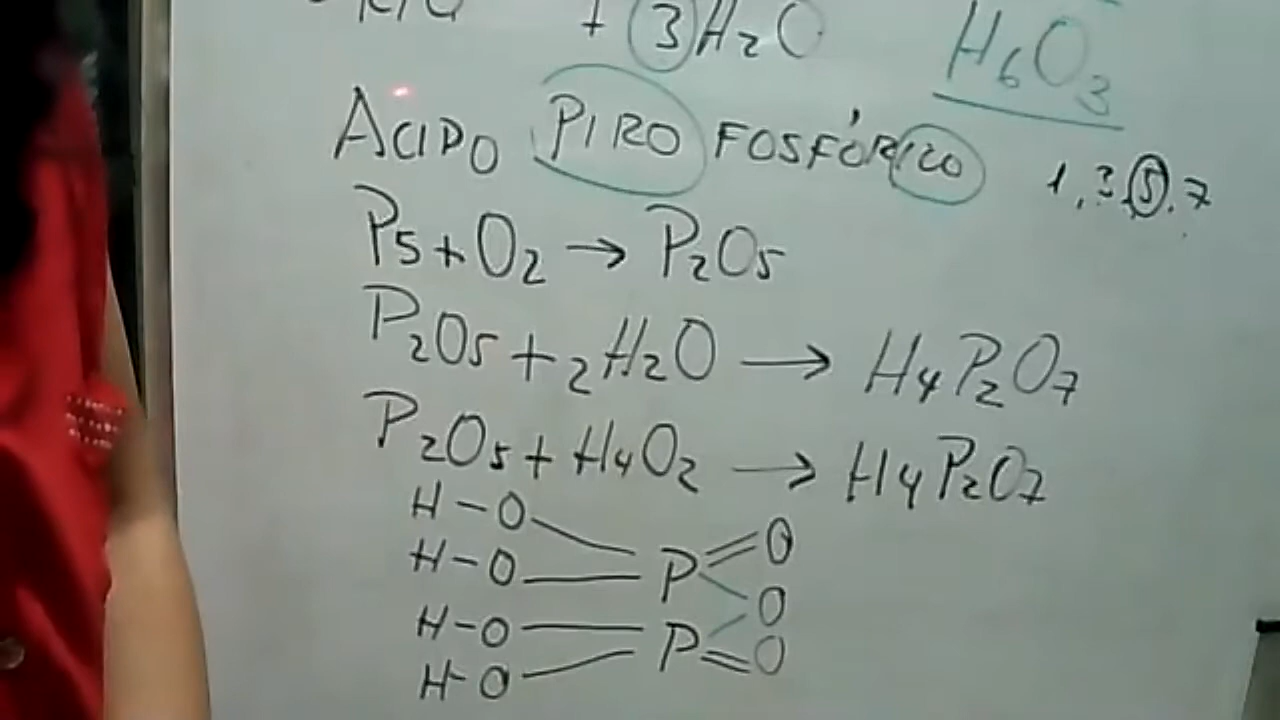 + 3H2O
H6O3
ACIDO PIRO FOSFÓRICO
1,3,5,7
P5+O2→P2O5
P2O5+2H2O→H4P2O7
P2O5+H4O2→H4P2O7
H-O
H-O P=O
O
H-O P=O
H-O